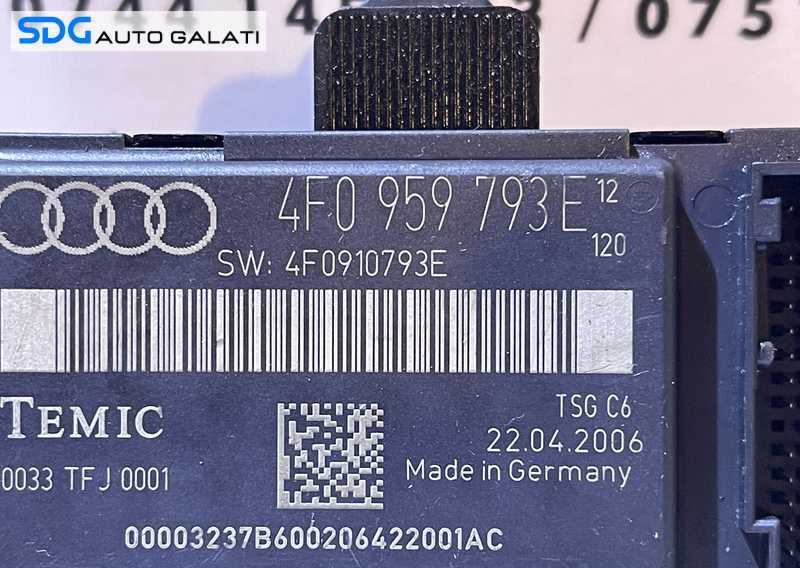 SDG AUTO GALATI
4F0 959 793E 12
120
SW: 4F0910793E
TEMIC
TSG C6
22.04.2006
0033 TFJ 0001
Made in Germany
00003237B600206422001AC